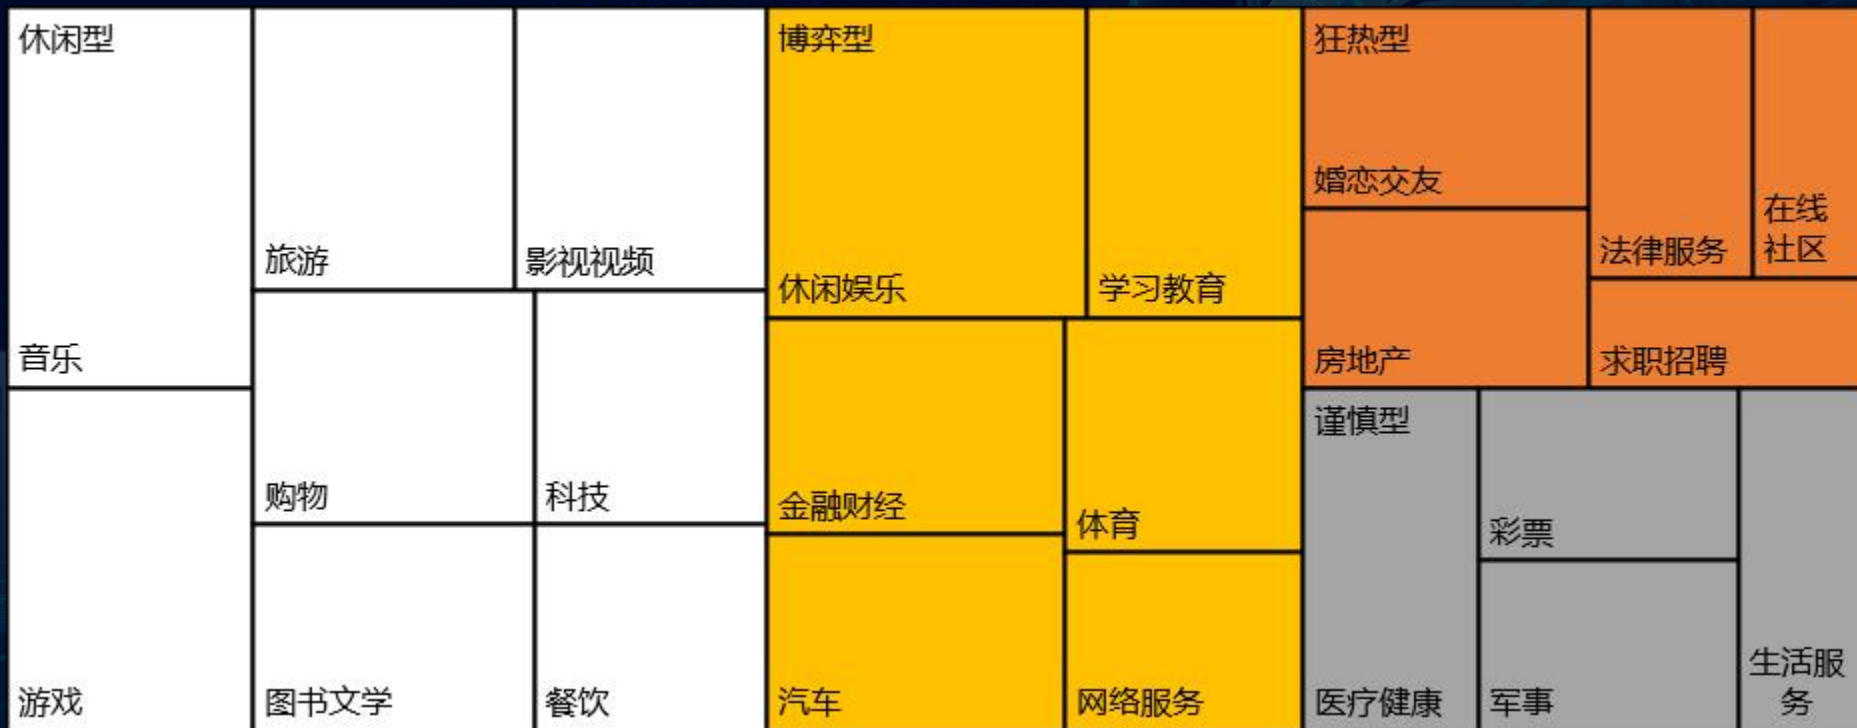 休闲型
音乐
旅游
影视视频
购物
科技
游戏
图书文学
餐饮
博弈型
休闲娱乐
学习教育
金融财经
体育
汽车
网络服务
狂热型
婚恋交友
法律服务
在线
社区
房地产
求职招聘
谨慎型
医疗健康
彩票
军事
生活服
务